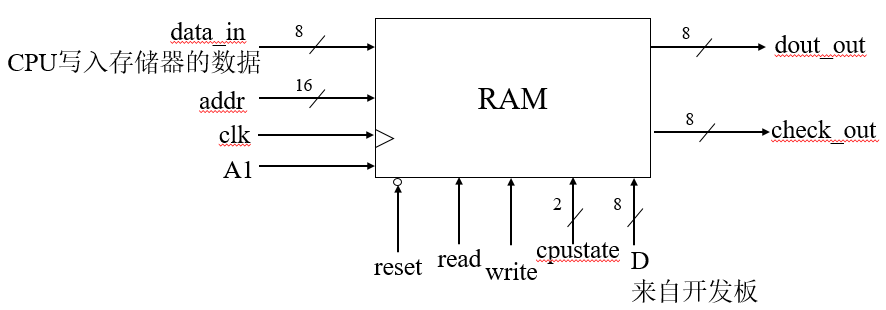 data_in
8
CPU写入存储器的数据
addr
16
clk
A1
RAM
8
dout_out
8
check_out
reset
read
write
2
cpustate
8
D
来自开发板